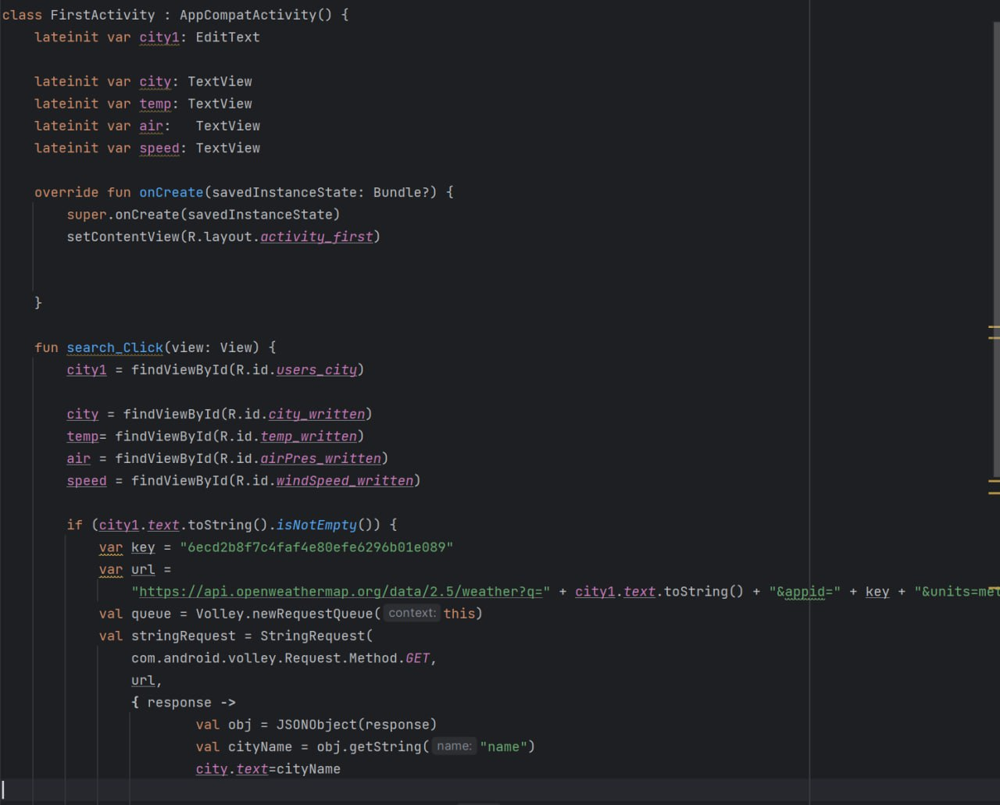 class FirstActivity : AppCompatActivity() {
lateinit var city1: EditText
lateinit var city: TextView
lateinit var temp: TextView
lateinit var air:   TextView
lateinit var speed: TextView
override fun onCreate(savedInstanceState: Bundle?) {
super.onCreate(savedInstanceState)
setContentView(R.layout.activity_first)
}
fun search_Click(view: View) {
city1 = findViewById(R.id.users_city)
city = findViewById(R.id.city_written)
temp= findViewById(R.id.temp_written)
air = findViewById(R.id.airPres_written)
speed = findViewById(R.id.windSpeed_written)
if (city1.text.toString().isNotEmpty()) {
var key = "6ecd2b8f7c4faf4e80efe6296b01e089"
var url =
"https://api.openweathermap.org/data/2.5/weather?q=" + city1.text.toString() + "&appid=" + key + "&units=met
val queue = Volley.newRequestQueue( context: this)
val stringRequest = StringRequest(
com.android.volley.Request.Method.GET,
url,
{ response ->
val obj = JSONObject(response)
val cityName = obj.getString( name: "name")
city.text=cityName